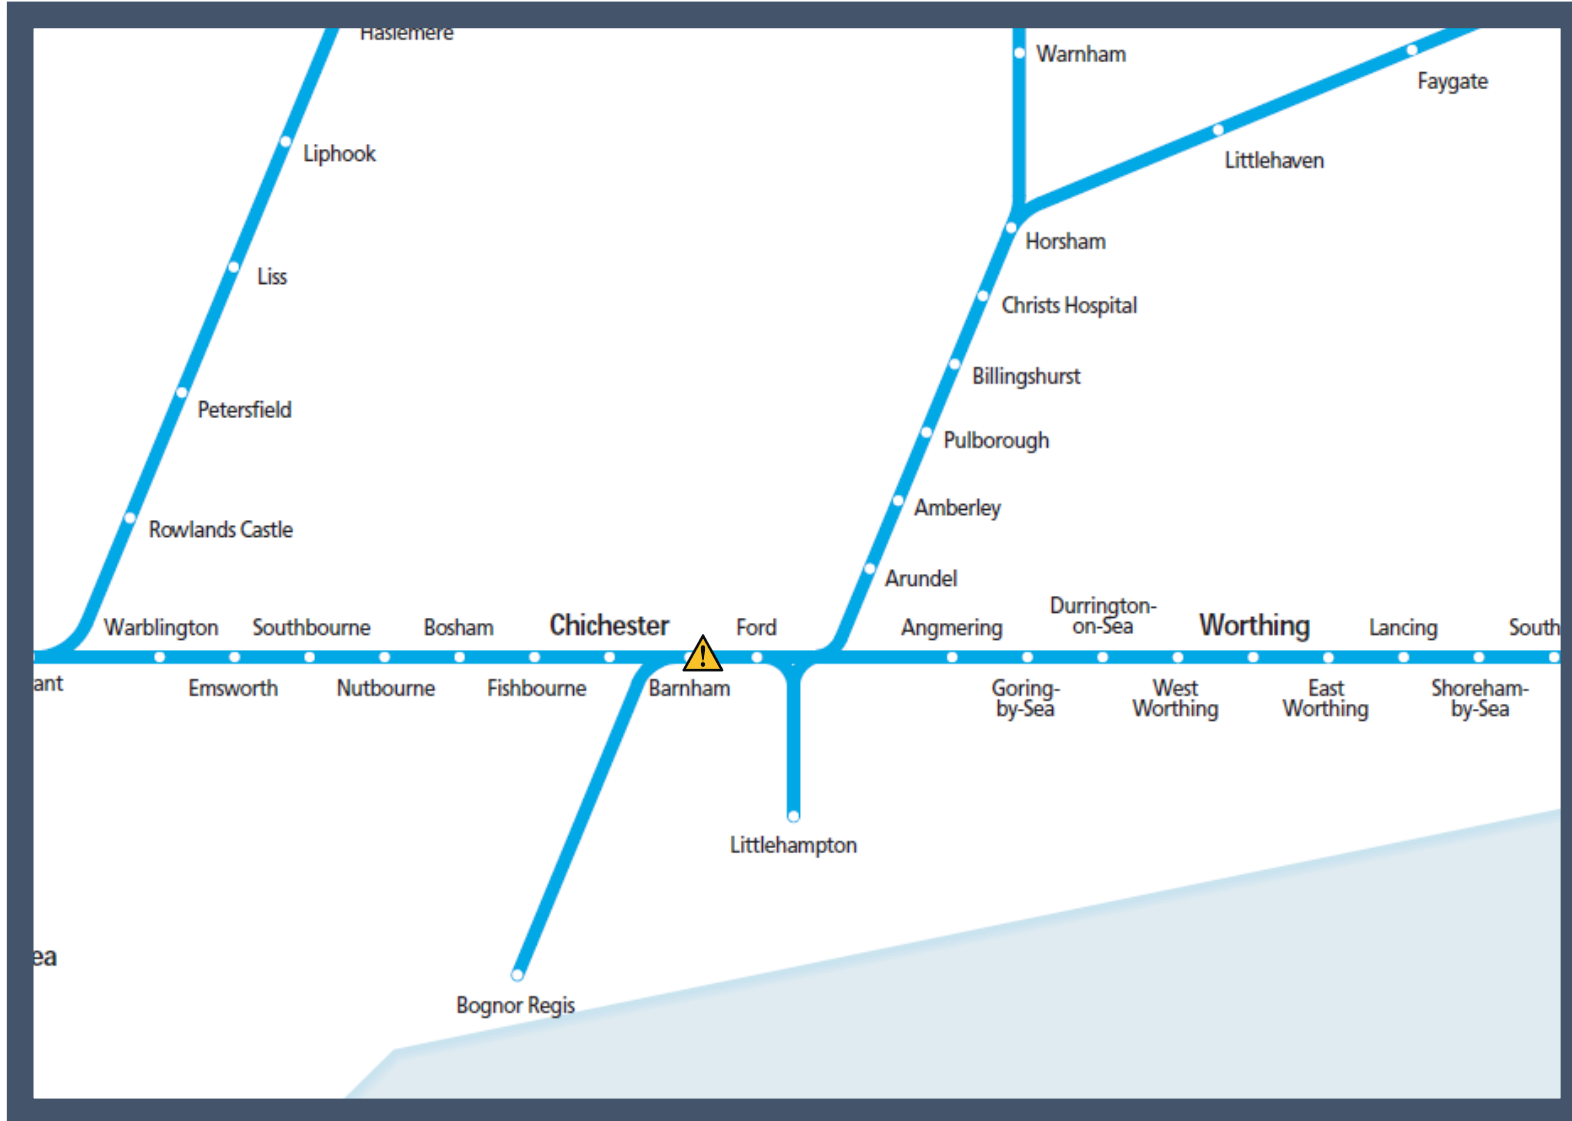 Haslemere
Warnham
Faygate
Liphook
Littlehaven
Horsham
Liss
Christs Hospital
Billingshurst
Petersfield
Pulborough
Amberley
Rowlands Castle
Arundel
Warblington
Southbourne
Bosham
Chichester
Ford
Angmering
Durrington-
on-Sea
Worthing
Lancing
South
ant
Emsworth
Nutbourne
Fishbourne
Barnham
Goring-
by-Sea
West
Worthing
East
Worthing
Shoreham-
by-Sea
Littlehampton
ea
Bognor Regis